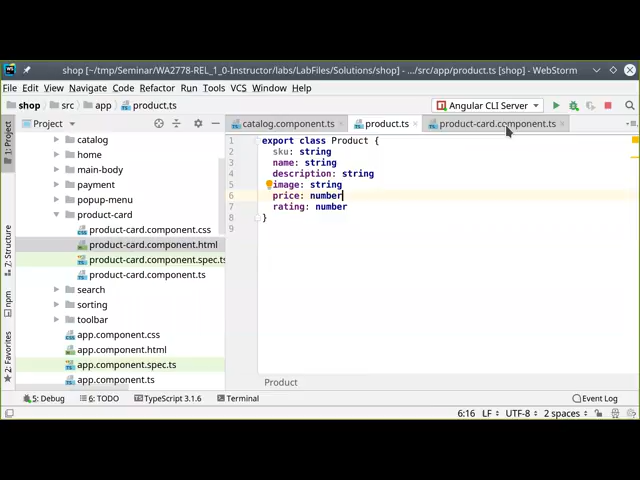 shop [~/tmp/Seminar/WA2778-REL_1_0-Instructor/labs/LabFiles/Solutions/shop] - .../src/app/product.ts [shop] - WebStorm
File Edit View Navigate Code Refactor Run Tools VCS Window Help
shop src app product.ts Angular CLI Server
Project catalog.component.ts product.ts product-card.component.ts
1: Project
7: Structure
npm
2: Favorites
catalog
home
main-body
payment
popup-menu
product-card
product-card.component.css
product-card.component.html
product-card.component.spec.ts
product-card.component.ts
search
sorting
toolbar
app.component.css
app.component.html
app.component.spec.ts
app.component.ts
1 export class Product {
2 sku: string
3 name: string
4 description: string
5 image: string
6 price: number
7 rating: number
8 }
9
Product
5: Debug 6: TODO TypeScript 3.1.6 Terminal Event Log
6:16 LF UTF-8 2 spaces